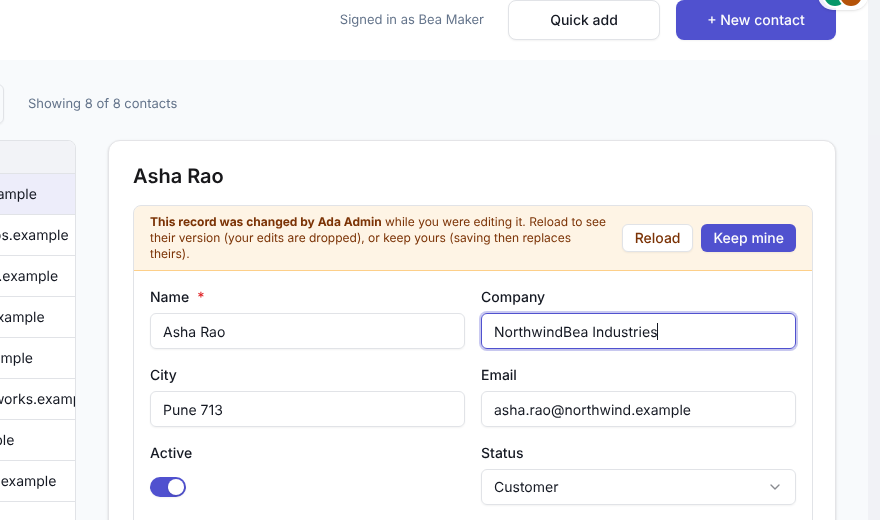 Signed in as Bea Maker
Quick add
+ New contact
Showing 8 of 8 contacts
ample
s.example
.example
xample
mple
works.examp
ple
example
Asha Rao
This record was changed by Ada Admin while you were editing it. Reload to see
their version (your edits are dropped), or keep yours (saving then replaces
theirs).
Reload
Keep mine
Name *
Company
Asha Rao
NorthwindBea Industries
City
Email
Pune 713
asha.rao@northwind.example
Active
Status
Customer